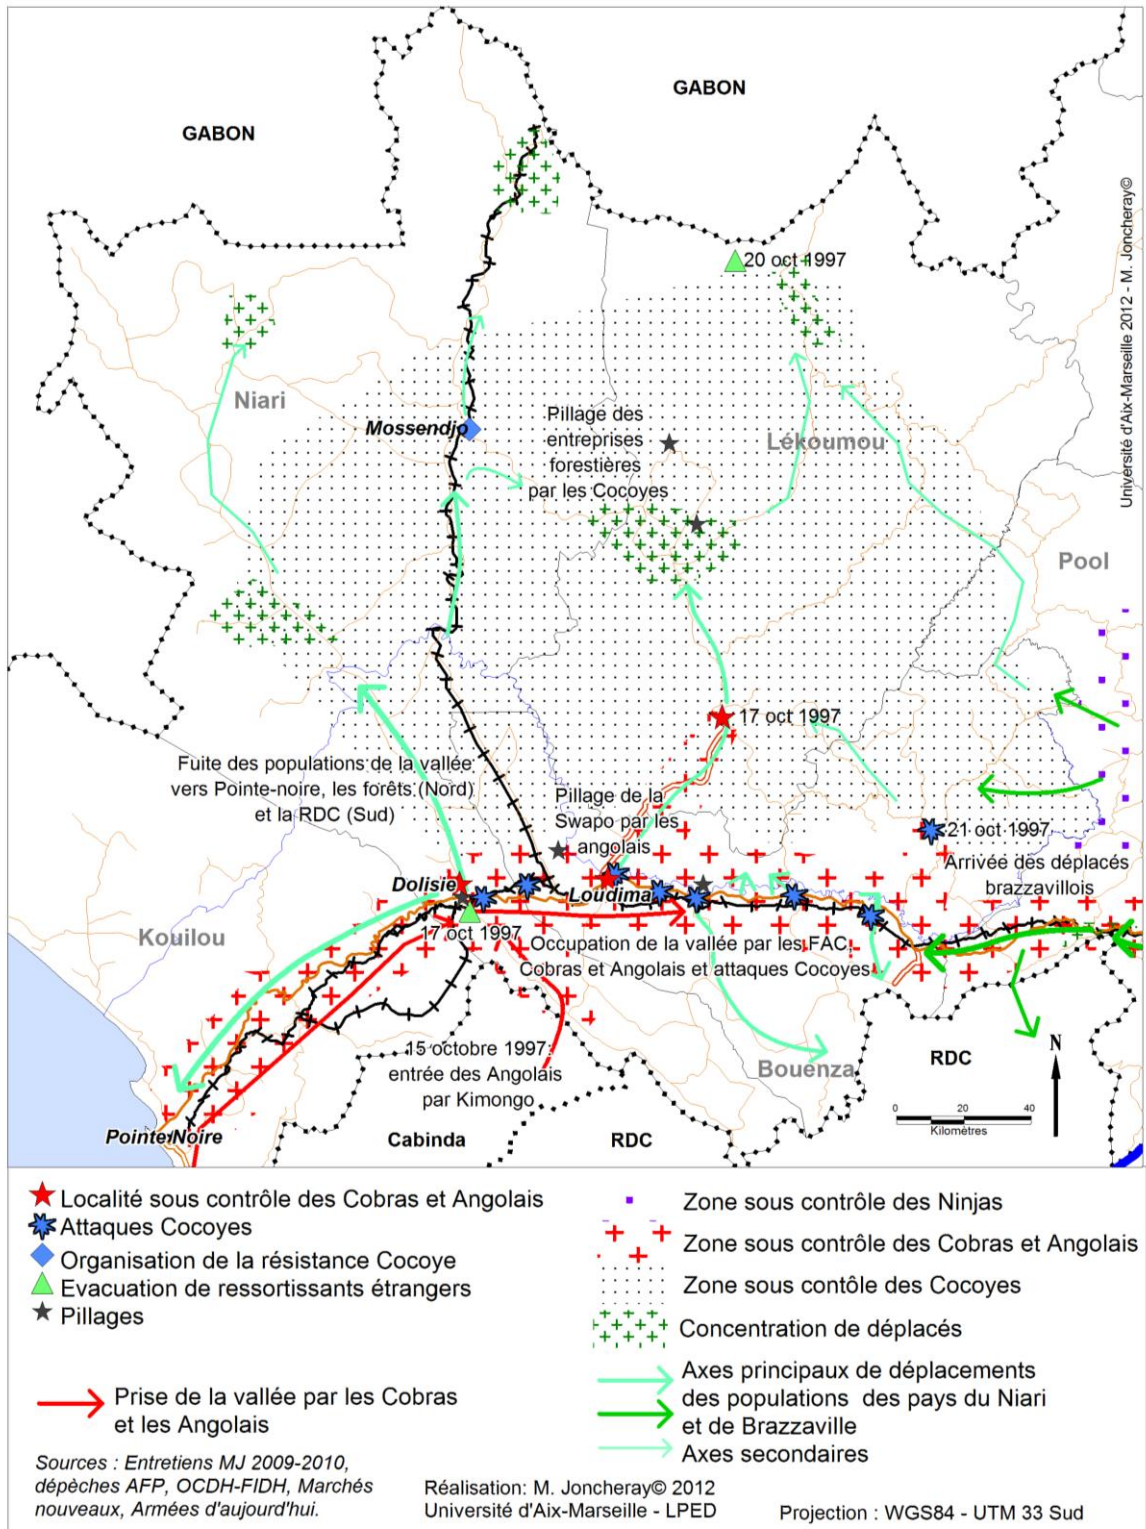 GABON
GABON
20 oct 1997
Université d'Aix-Marseille 2012 - M. Joncheray©
Niari
Mossendjo
Pillage des
entreprises
forestières
par les Cocoyes
Lékoumou
Pool
17 oct 1997
Fuite des populations de la vallée
vers Pointe-noire, les forêts (Nord)
et la RDC (Sud)
Pillage de la
Swapo par les
angolais
21 oct 1997
Arrivée des déplacés
brazzavillois
Dolisie
Loudima
Kouilou
17 oct 1997
Occupation de la vallée par les FAC,
Cobras et Angolais et attaques Cocoyes
15 octobre 1997:
entrée des Angolais
par Kimongo
Bouenza
RDC
N
0 20 40
Kilomètres
Pointe Noire
Cabinda
RDC
Localité sous contrôle des Cobras et Angolais
Attaques Cocoyes
Organisation de la résistance Cocoye
Evacuation de ressortissants étrangers
Pillages
Prise de la vallée par les Cobras
et les Angolais
Zone sous contrôle des Ninjas
Zone sous contrôle des Cobras et Angolais
Zone sous contôle des Cocoyes
Concentration de déplacés
Axes principaux de déplacements
des populations des pays du Niari
et de Brazzaville
Axes secondaires
Sources : Entretiens MJ 2009-2010,
dépèches AFP, OCDH-FIDH, Marchés
nouveaux, Armées d'aujourd'hui.
Réalisation: M. Joncheray© 2012
Université d'Aix-Marseille - LPED
Projection : WGS84 - UTM 33 Sud